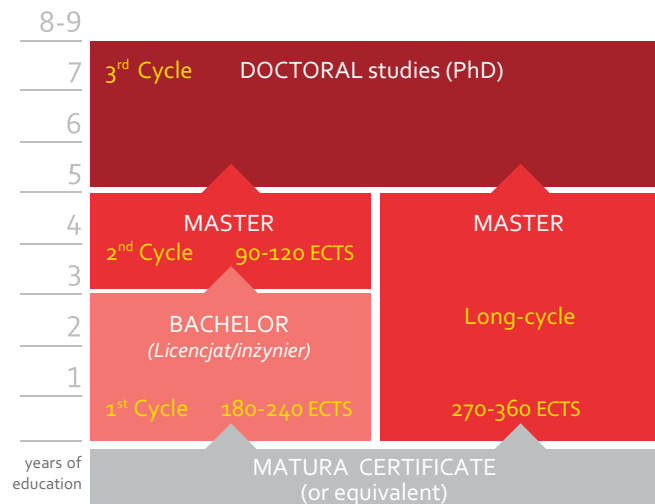 8-9
7
6
5
4
3
2
1
years of
education
3rd Cycle DOCTORAL studies (PhD)
MASTER
2nd Cycle 90-120 ECTS
BACHELOR
(Licencjat/inżynier)
1st Cycle 180-240 ECTS
MASTER
Long-cycle
270-360 ECTS
MATURA CERTIFICATE
(or equivalent)